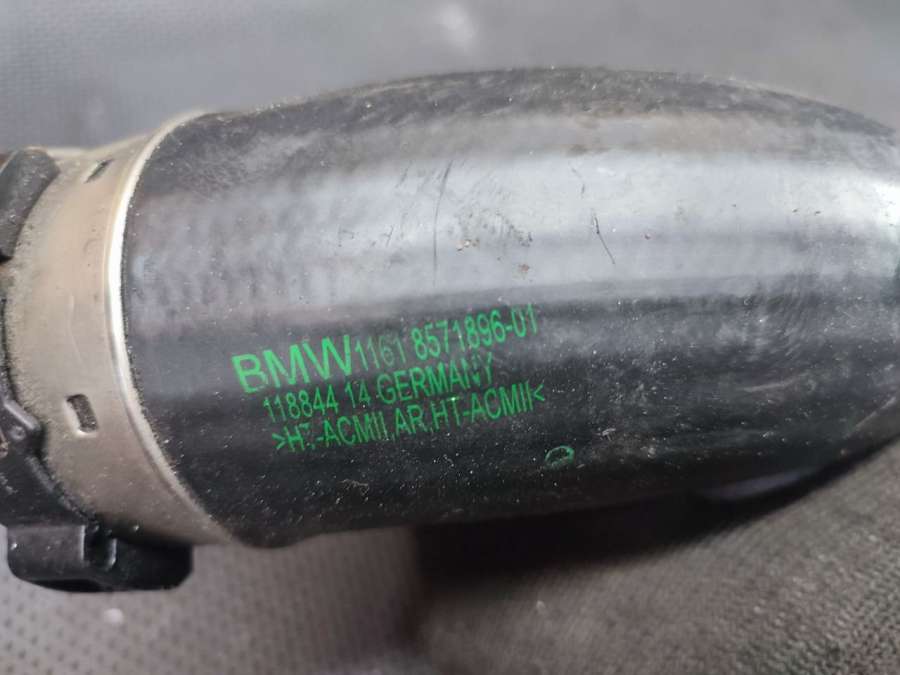 BMW 1161 8571896-01
118844 14 GERMANY
>HT-ACMII,AR,HT-ACMII<